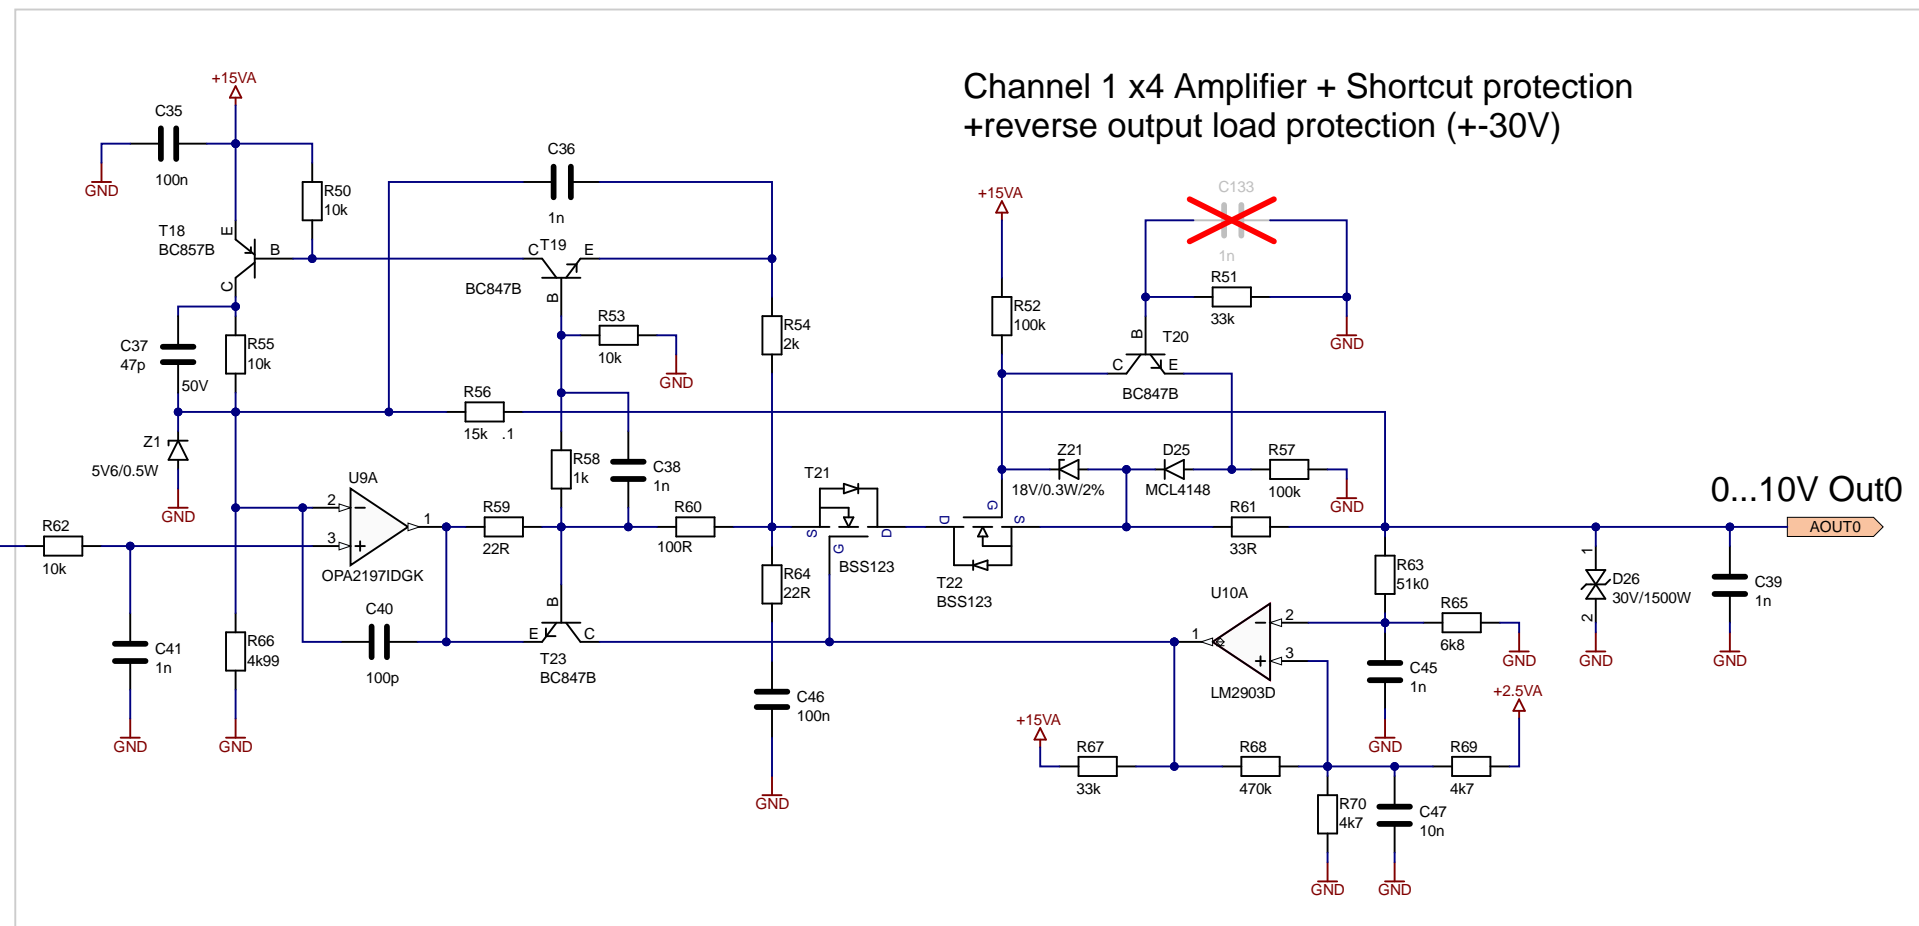 Channel 1 x4 Amplifier + Shortcut protection
+reverse output load protection (+-30V)
+15VA
C35
100n
GND
R50
10k
T18
BC857B
E
B
C
C36
1n
T19
C
E
BC847B
B
R53
10k
GND
R54
2k
C37
47p
50V
R55
10k
Z1
5V6/0.5W
GND
R56
15k .1
R58
1k
C38
1n
U9A
2
3
1
OPA2197IDGK
R62
10k
R59
22R
R60
100R
C41
1n
GND
R66
4k99
GND
C40
100p
B
E
C
T23
BC847B
R64
22R
C46
100n
GND
T21
S
G
D
BSS123
D
G
S
T22
BSS123
+15VA
R52
100k
C133
1n
R51
33k
GND
B
T20
C
E
BC847B
Z21
18V/0.3W/2%
D25
MCL4148
R57
100k
GND
R61
33R
0...10V Out0
AOUT0
R63
51k0
U10A
1
2
3
LM2903D
R65
6k8
GND
C45
1n
GND
1
D26
30V/1500W
2
GND
C39
1n
GND
+15VA
R67
33k
R68
470k
+2.5VA
R69
4k7
R70
4k7
GND
C47
10n
GND